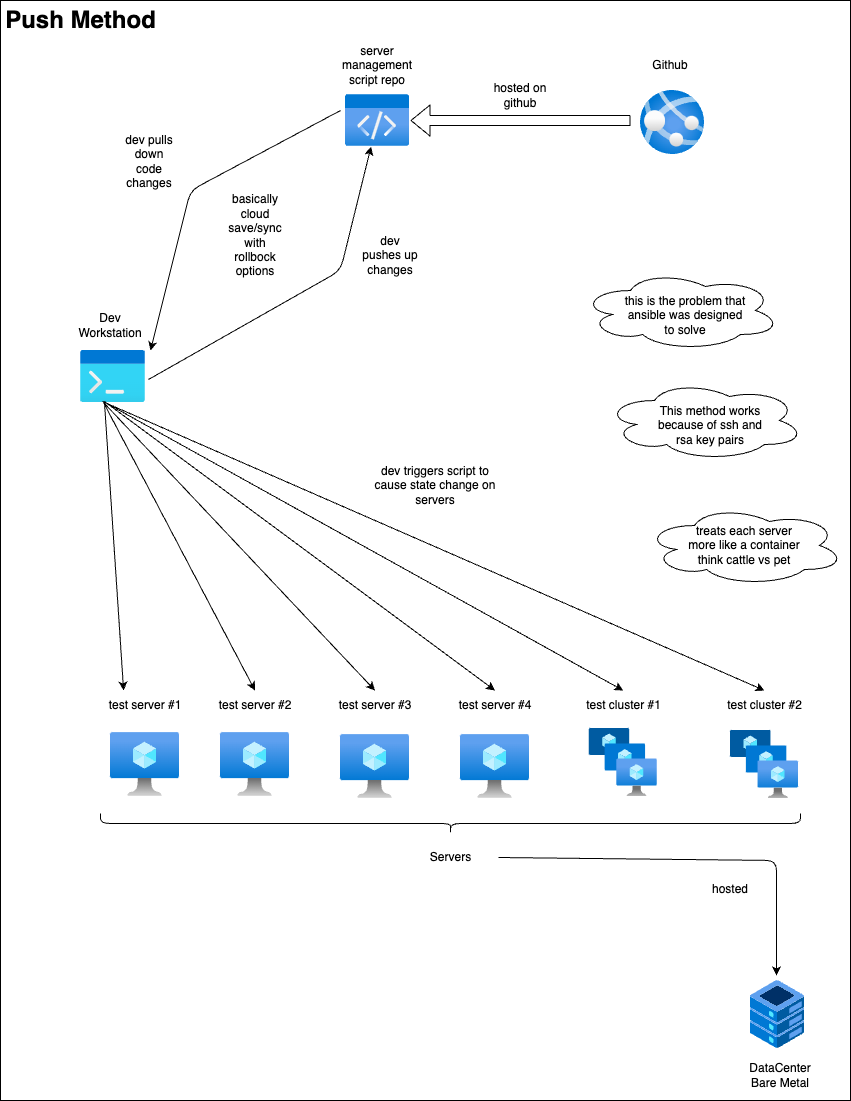 Push Method
server
management
script repo
Github
hosted on
github
dev pulls
down
code
changes
basically
cloud
save/sync
with
rollbock
options
dev
pushes up
changes
this is the problem that
ansible was designed
to solve
Dev
Workstation
This method works
because of ssh and
rsa key pairs
dev triggers script to
cause state change on
servers
treats each server
more like a container
think cattle vs pet
test server #1
test server #2
test server #3
test server #4
test cluster #1
test cluster #2
Servers
hosted
DataCenter
Bare Metal